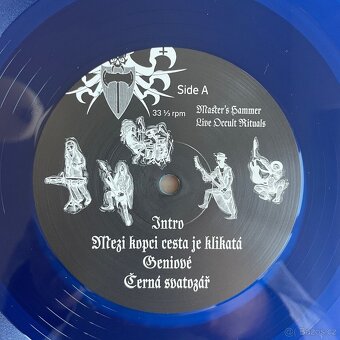 Side A
33 ⅓ rpm
Master's Hammer
Live Occult Rituals
Intro
Mezi kopci cesta je klikatá
Geniové
Černá svatozář